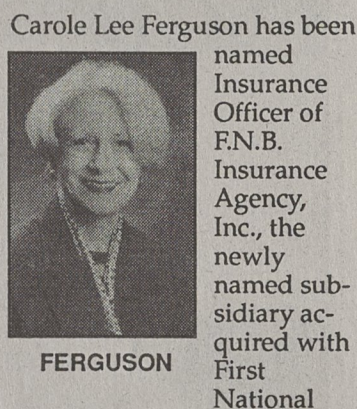 Carole Lee Ferguson has been
named
Insurance
Officer of
F.N.B.
Insurance
Agency,
Inc., the
newly
named sub-
sidiary ac-
quired with
First
National
FERGUSON